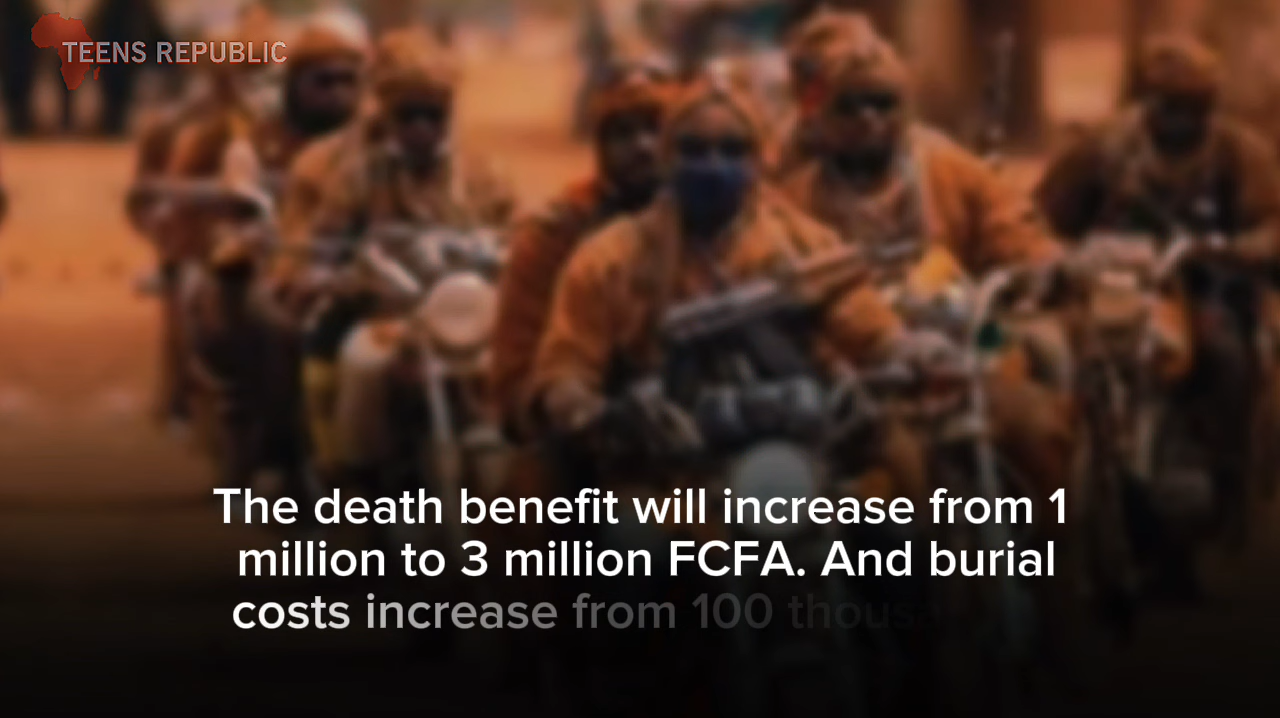 TEENS REPUBLIC
The death benefit will increase from 1
million to 3 million FCFA. And burial
costs increase from 100